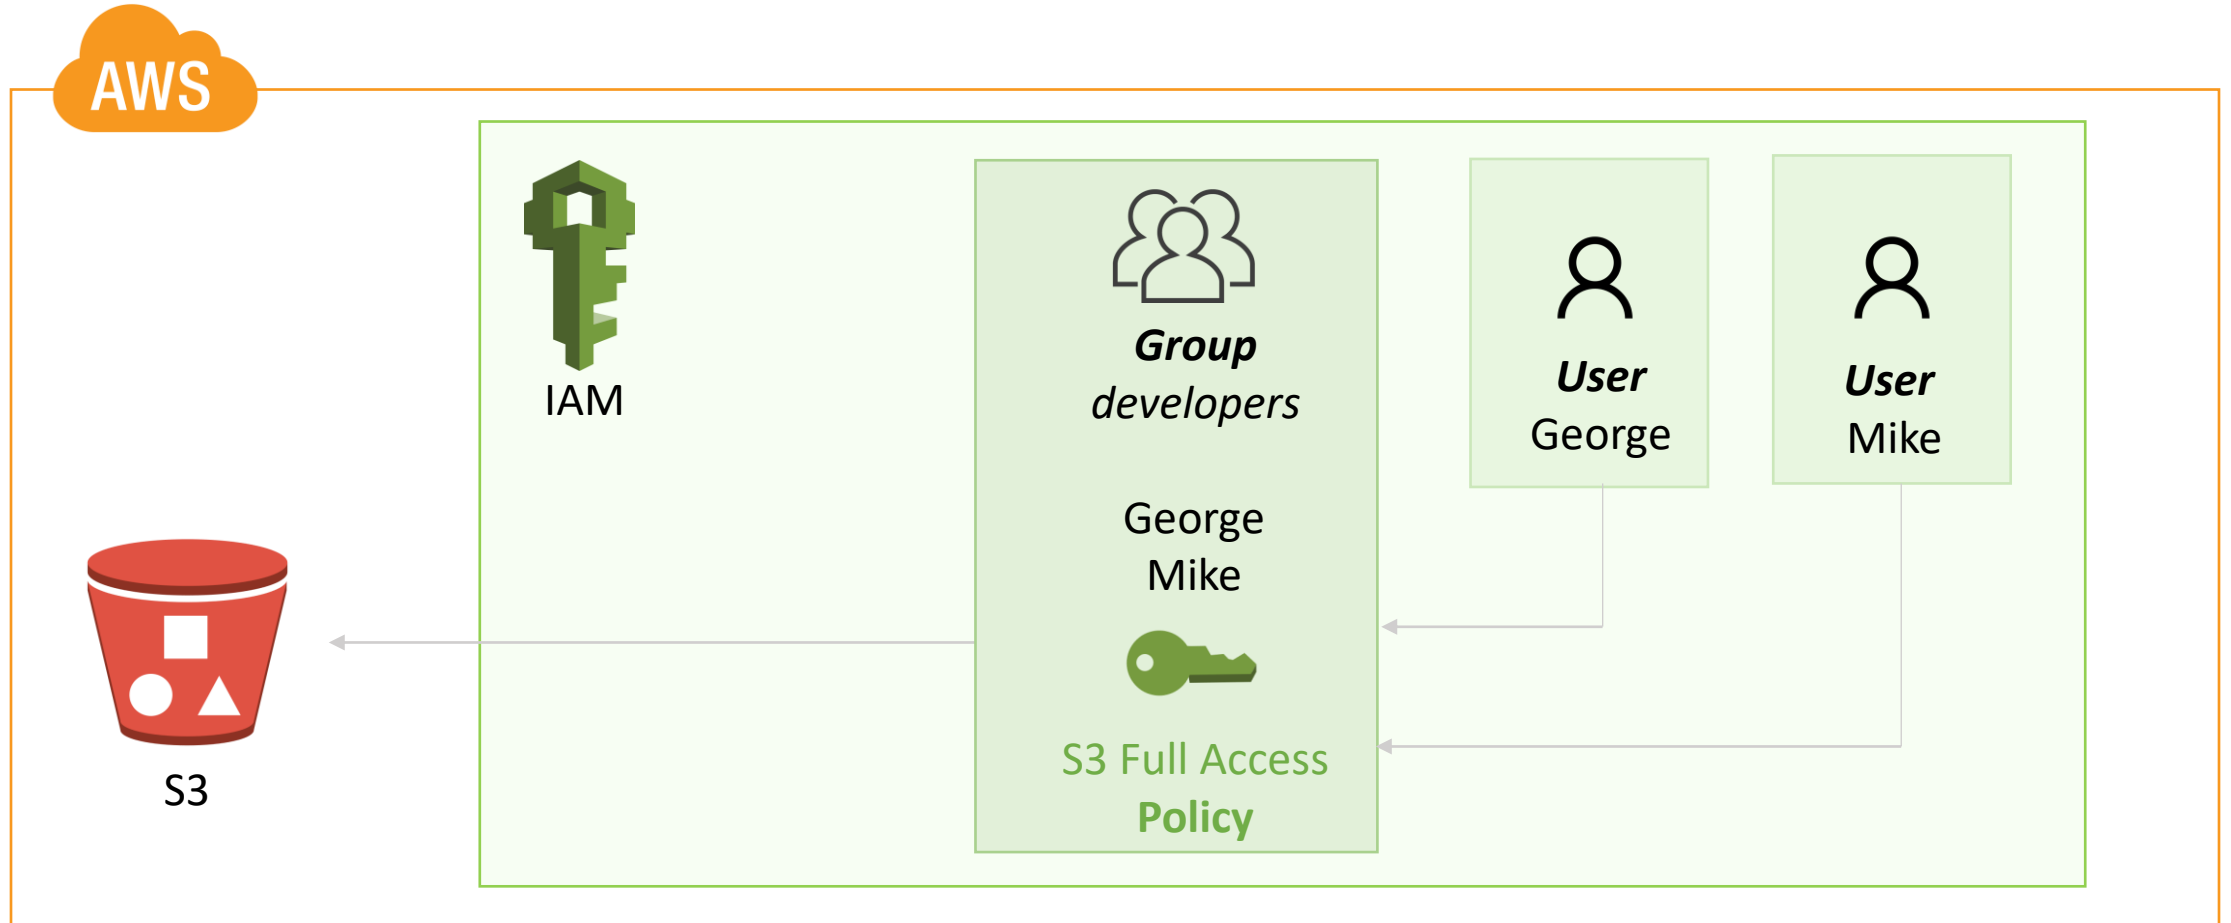 AWS
IAM
Group
developers
George
Mike
S3 Full Access
Policy
User
George
User
Mike
S3